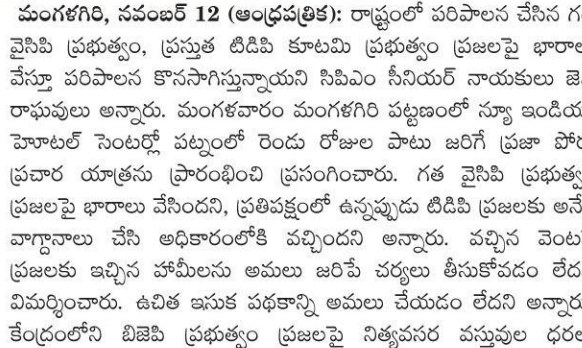 మంగళగిరి, నవంబర్ 12 (ఆంధ్రపత్రిక): రాష్ట్రంలో పరిపాలన చేసిన గ
వైసిపి ప్రభుత్వం, ప్రస్తుత టిడిపి కూటమి ప్రభుత్వం ప్రజలపై భారాల
వేస్తూ పరిపాలన కొనసాగిస్తున్నాయని సిపిఎం సీనియర్ నాయకులు జె
రాఘవులు అన్నారు. మంగళవారం మంగళగిరి పట్టణంలో న్యూ ఇండియ
హెూటల్ సెంటర్లో పట్నంలో రెండు రోజుల పాటు జరిగే ప్రజా పోర
ప్రచార యాత్రను ప్రారంభించి ప్రసంగించారు. గత వైసిపి ప్రభుత్వ
ప్రజలపై భారాలు వేసిందని, ప్రతిపక్షంలో ఉన్నప్పుడు టిడిపి ప్రజలకు అనే
వాగ్దానాలు చేసి అధికారంలోకి వచ్చిందని అన్నారు. వచ్చిన వెంట
ప్రజలకు ఇచ్చిన హామీలను అమలు జరిపే చర్యలు తీసుకోవడం లేద
విమర్శించారు. ఉచిత ఇసుక పథకాన్ని అమలు చేయడం లేదని అన్నార
కేంద్రంలోని బిజెపి ప్రభుత్వం ప్రజలపై నిత్యవసర వస్తువుల ధరల